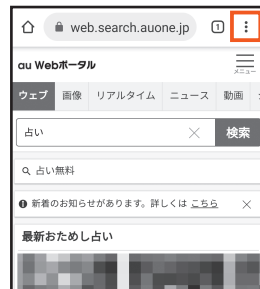 web.search.auone.jp 1
au Webポータル
メニュー
ウェブ 画像 リアルタイム ニュース 動画
占い 検索
占い無料
新着のお知らせがあります。詳しくは こちら
最新おためし占い